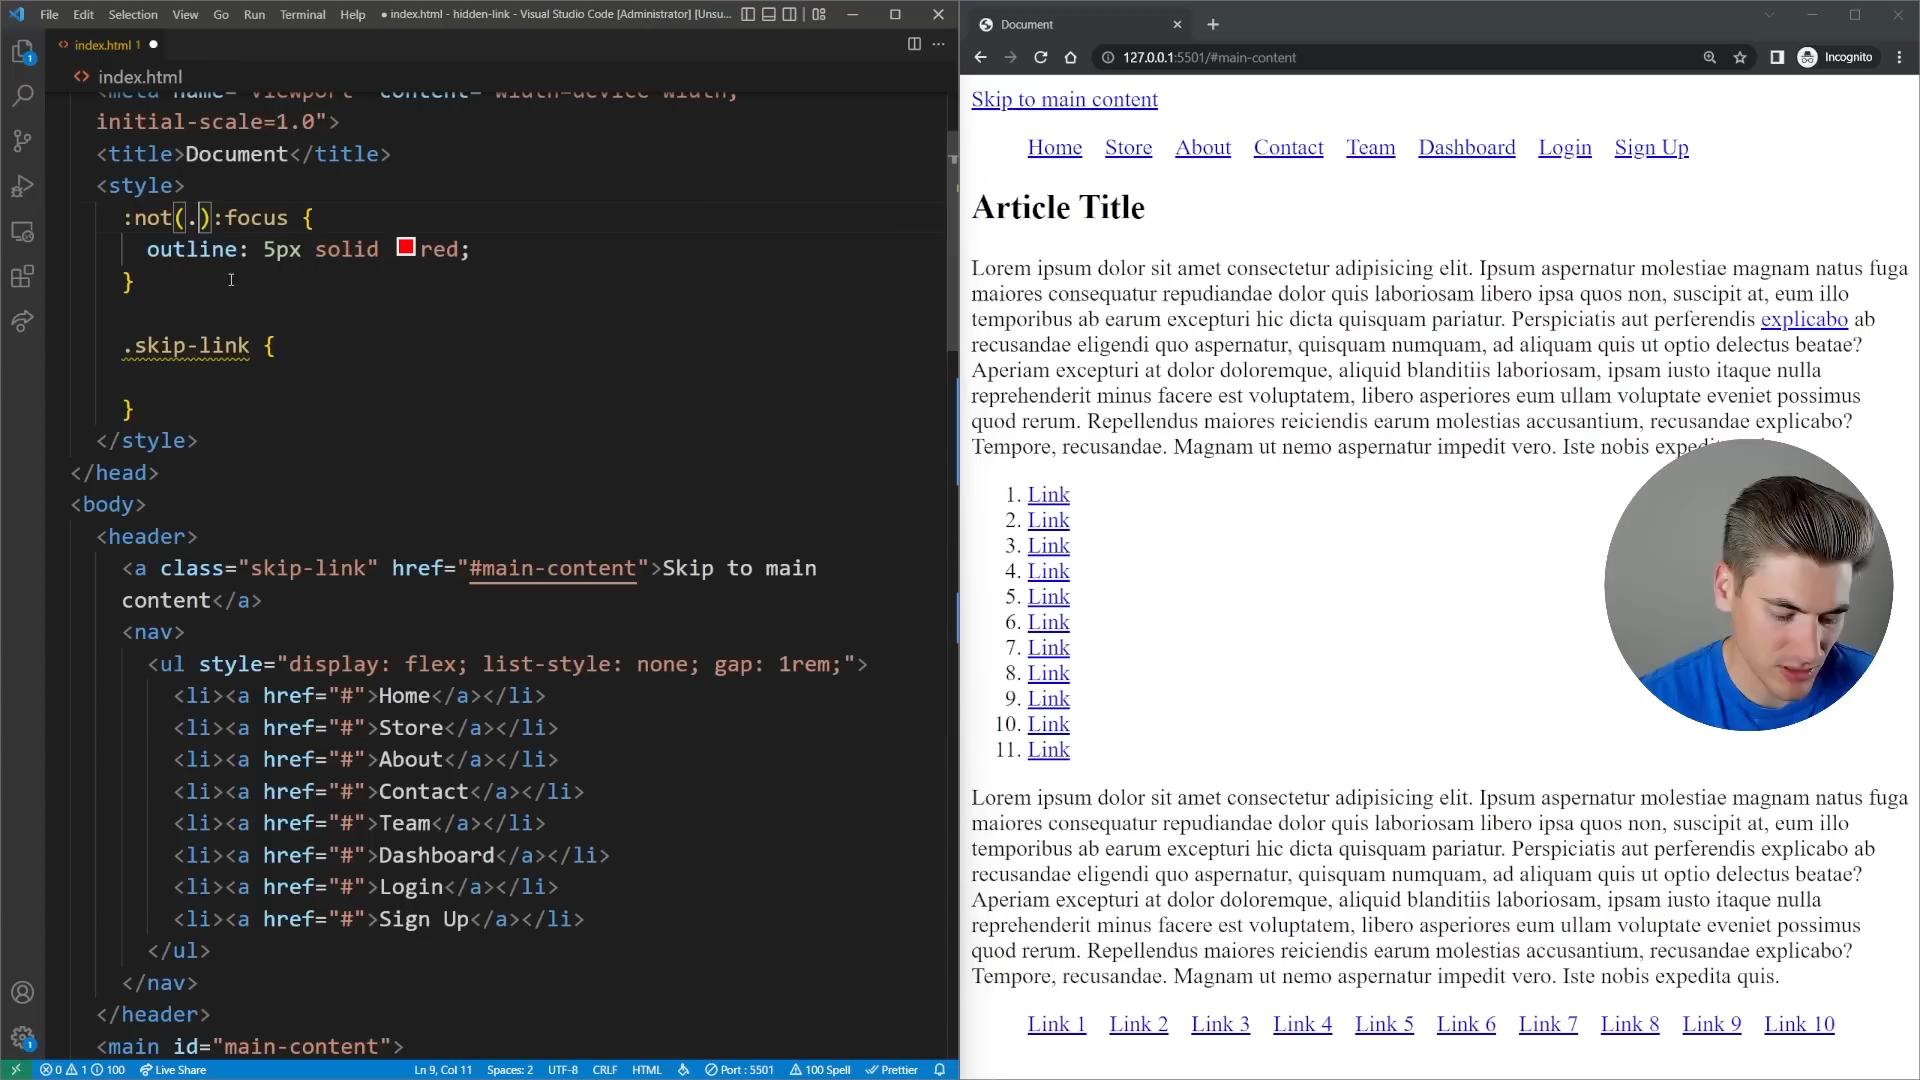 File Edit Selection View Go Run Terminal Help
● index.html - hidden-link - Visual Studio Code [Administrator] [Unsu...
index.html 1 ●
index.html
<meta name="viewport" content="width=device-width,
initial-scale=1.0">
<title>Document</title>
<style>
:not(.):focus {
outline: 5px solid red;
}
.skip-link {
}
</style>
</head>
<body>
<header>
<a class="skip-link" href="#main-content">Skip to main
content</a>
<nav>
<ul style="display: flex; list-style: none; gap: 1rem;">
<li><a href="#">Home</a></li>
<li><a href="#">Store</a></li>
<li><a href="#">About</a></li>
<li><a href="#">Contact</a></li>
<li><a href="#">Team</a></li>
<li><a href="#">Dashboard</a></li>
<li><a href="#">Login</a></li>
<li><a href="#">Sign Up</a></li>
</ul>
</nav>
</header>
<main id="main-content">
0 1 100 Live Share Ln 9, Col 11 Spaces: 2 UTF-8 CRLF HTML Port : 5501 100 Spell Prettier
1
1
Document
127.0.0.1:5501/#main-content
Incognito
Skip to main content
Home Store About Contact Team Dashboard Login Sign Up
Article Title
Lorem ipsum dolor sit amet consectetur adipisicing elit. Ipsum aspernatur molestiae magnam natus fuga
maiores consequatur repudiandae dolor quis laboriosam libero ipsa quos non, suscipit at, eum illo
temporibus ab earum excepturi hic dicta quisquam pariatur. Perspiciatis aut perferendis explicabo ab
recusandae eligendi quo aspernatur, quisquam numquam, ad aliquam quis ut optio delectus beatae?
Aperiam excepturi at dolor doloremque, aliquid blanditiis laboriosam, ipsam iusto itaque nulla
reprehenderit minus facere est voluptatem, libero asperiores eum ullam voluptate eveniet possimus
quod rerum. Repellendus maiores reiciendis earum molestias accusantium, recusandae explicabo?
Tempore, recusandae. Magnam ut nemo aspernatur impedit vero. Iste nobis
1. Link
2. Link
3. Link
4. Link
5. Link
6. Link
7. Link
8. Link
9. Link
10. Link
11. Link
Lorem ipsum dolor sit amet consectetur adipisicing elit. Ipsum aspernatur molestiae magnam natus fuga
maiores consequatur repudiandae dolor quis laboriosam libero ipsa quos non, suscipit at, eum illo
temporibus ab earum excepturi hic dicta quisquam pariatur. Perspiciatis aut perferendis explicabo ab
recusandae eligendi quo aspernatur, quisquam numquam, ad aliquam quis ut optio delectus beatae?
Aperiam excepturi at dolor doloremque, aliquid blanditiis laboriosam, ipsam iusto itaque nulla
reprehenderit minus facere est voluptatem, libero asperiores eum ullam voluptate eveniet possimus
quod rerum. Repellendus maiores reiciendis earum molestias accusantium, recusandae explicabo?
Tempore, recusandae. Magnam ut nemo aspernatur impedit vero. Iste nobis expedita quis.
Link 1 Link 2 Link 3 Link 4 Link 5 Link 6 Link 7 Link 8 Link 9 Link 10